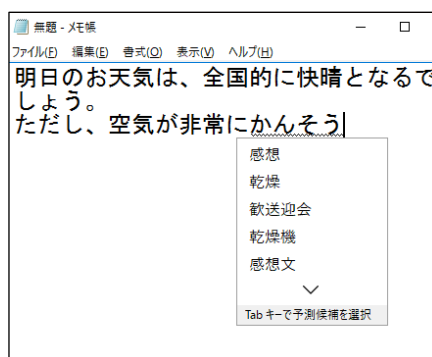 無題 - メモ帳
ファイル(F) 編集(E) 書式(O) 表示(V) ヘルプ(H)
明日のお天気は、全国的に快晴となるで
しょう。
ただし、空気が非常にかんそう
感想
乾燥
歓送迎会
乾燥機
感想文
Tab キーで予測候補を選択